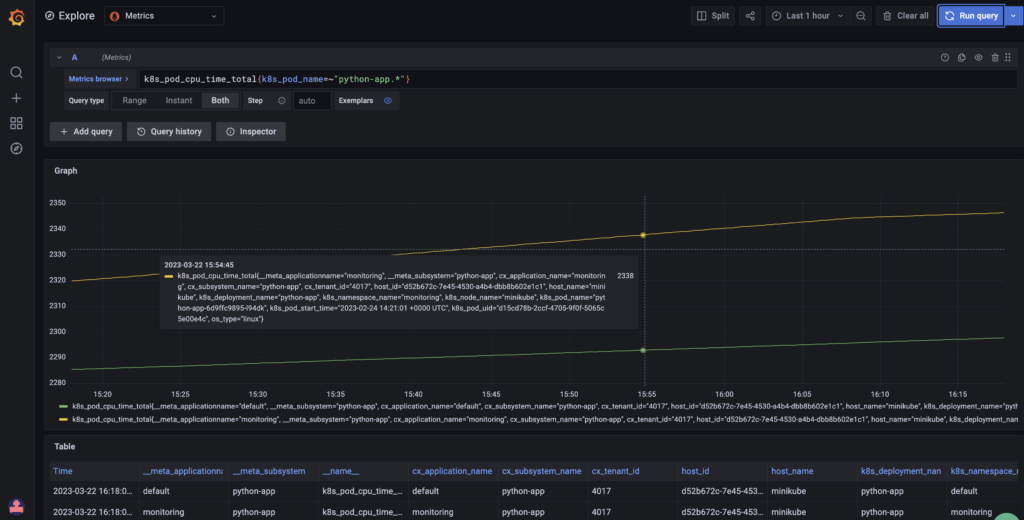 Explore
Metrics
Split
Last 1 hour
Clear all
Run query
A
(Metrics)
Metrics browser >
k8s_pod_cpu_time_total{k8s_pod_name=~"python-app.*"}
Query type
Range
Instant
Both
Step
auto
Exemplars
+ Add query
Query history
Inspector
Graph
2350
2340
2330
2320
2310
2300
2290
2280
2023-03-22 15:54:45
k8s_pod_cpu_time_total{__meta_applicationname="monitoring", __meta_subsystem="python-app", cx_application_name="monitorin
g", cx_subsystem_name="python-app", cx_tenant_id="4017", host_id="d52b672c-7e45-4530-a4b4-dbb8b602e1c1", host_name="mini
kube", k8s_deployment_name="python-app", k8s_namespace_name="monitoring", k8s_node_name="minikube", k8s_pod_name="pyt
hon-app-6d9ffc9895-l94dk", k8s_pod_start_time="2023-02-24 14:21:01 +0000 UTC", k8s_pod_uid="d15cd78b-2ccf-4705-9f0f-5065c
5e00e4c", os_type="linux"}
2338
15:20
15:25
15:30
15:35
15:40
15:45
15:50
15:55
16:00
16:05
16:10
16:15
k8s_pod_cpu_time_total{__meta_applicationname="default", __meta_subsystem="python-app", cx_application_name="default", cx_subsystem_name="python-app", cx_tenant_id="4017", host_id="d52b672c-7e45-4530-a4b4-dbb8b602e1c1", host_name="minikube", k8s_deployment_name="pyth
k8s_pod_cpu_time_total{__meta_applicationname="monitoring", __meta_subsystem="python-app", cx_application_name="monitoring", cx_subsystem_name="python-app", cx_tenant_id="4017", host_id="d52b672c-7e45-4530-a4b4-dbb8b602e1c1", host_name="minikube", k8s_deployment_nam
Table
Time __meta_applicationna __meta_subsystem __name__ cx_application_name cx_subsystem_name cx_tenant_id host_id host_name k8s_deployment_nan k8s_namespace_n
2023-03-22 16:18:0... default python-app k8s_pod_cpu_time_... default python-app 4017 d52b672c-7e45-453... minikube python-app default
2023-03-22 16:18:0... monitoring python-app k8s_pod_cpu_time_... monitoring python-app 4017 d52b672c-7e45-453... minikube python-app monitoring